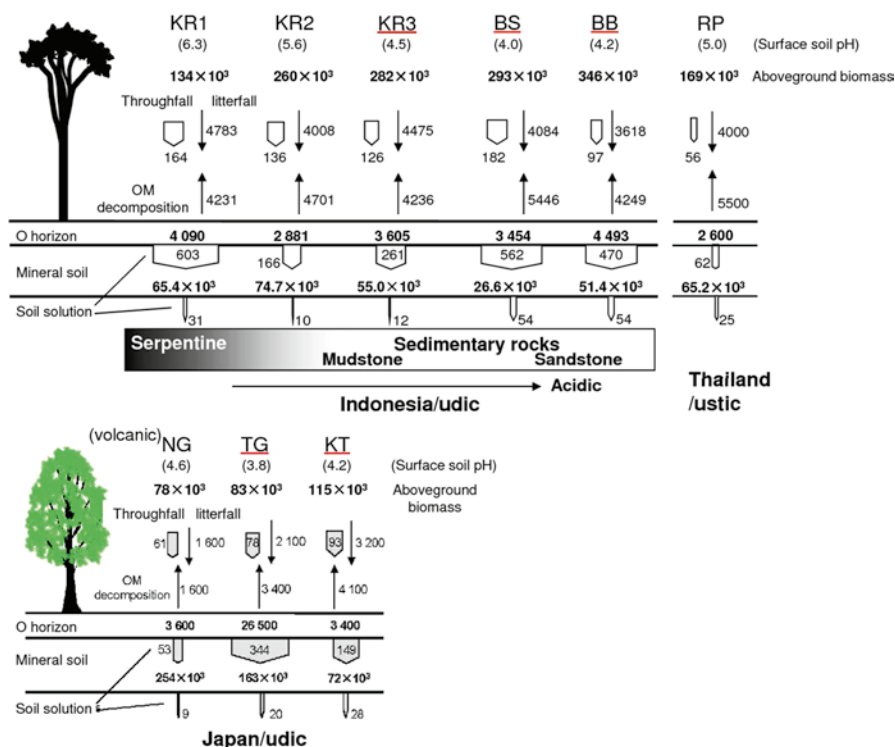 KR1 KR2 KR3 BS BB RP
(6.3) (5.6) (4.5) (4.0) (4.2) (5.0) (Surface soil pH)
134×10³ 260×10³ 282×10³ 293×10³ 346×10³ 169×10³ Aboveground biomass
Throughfall litterfall
4783 4008 4475 4084 3618 4000
164 136 126 182 97 56
OM
decomposition 4231 4701 4236 5446 4249 5500
O horizon 4 090 2 881 3 605 3 454 4 493 2 600
603 166 261 562 470 62
Mineral soil
65.4×10³ 74.7×10³ 55.0×10³ 26.6×10³ 51.4×10³ 65.2×10³
Soil solution 31 10 12 54 54 25
Serpentine Sedimentary rocks
Mudstone Sandstone
Acidic
Indonesia/udic
Thailand
/ustic
(volcanic) NG TG KT
(4.6) (3.8) (4.2) (Surface soil pH)
78×10³ 83×10³ 115×10³ Aboveground
biomass
Throughfall litterfall
61 1 600 78 2 100 93 3 200
OM
decomposition 1 600 3 400 4 100
O horizon 3 600 26 500 3 400
53 344 149
Mineral soil
254×10³ 163×10³ 72×10³
Soil solution 9 20 28
Japan/udic